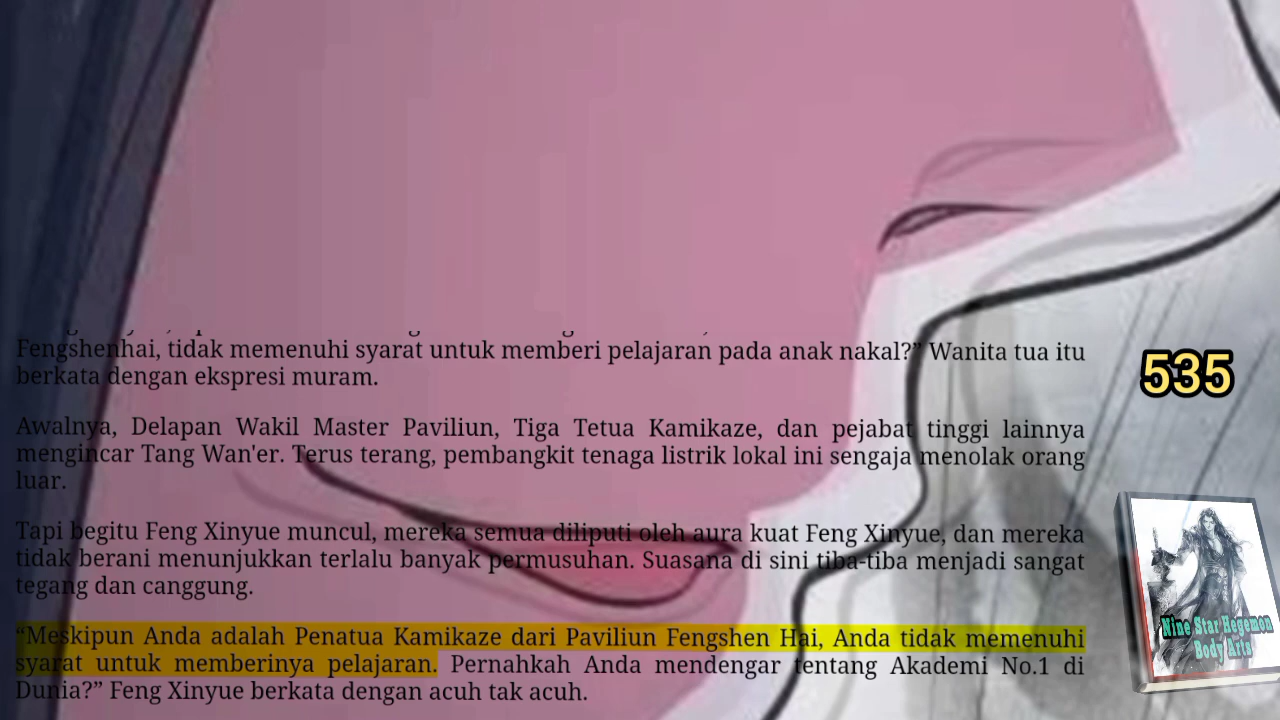 Fengshenhai, tidak memenuhi syarat untuk memberi pelajaran pada anak nakal?” Wanita tua itu
berkata dengan ekspresi muram.
535
Awalnya, Delapan Wakil Master Paviliun, Tiga Tetua Kamikaze, dan pejabat tinggi lainnya
mengincar Tang Wan'er. Terus terang, pembangkit tenaga listrik lokal ini sengaja menolak orang
luar.
Tapi begitu Feng Xinyue muncul, mereka semua diliputi oleh aura kuat Feng Xinyue, dan mereka
tidak berani menunjukkan terlalu banyak permusuhan. Suasana di sini tiba-tiba menjadi sangat
tegang dan canggung.
“Meskipun Anda adalah Penatua Kamikaze dari Paviliun Fengshen Hai, Anda tidak memenuhi
syarat untuk memberinya pelajaran. Pernahkah Anda mendengar tentang Akademi No.1 di
Dunia?” Feng Xinyue berkata dengan acuh tak acuh.
Nine Star Hegemon
Body Arts